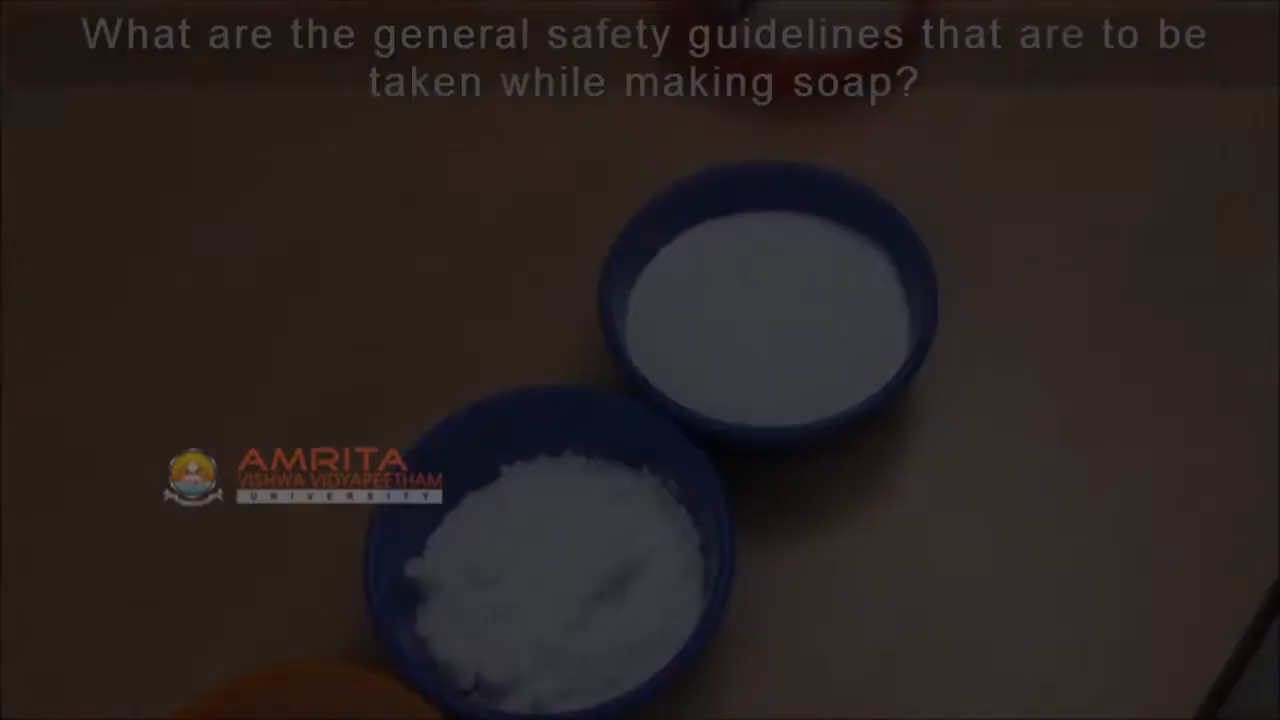 What are the general safety guidelines that are to be
taken while making soap?
AMRITA
VISHWA VIDYAPEETHAM
UNIVERSITY